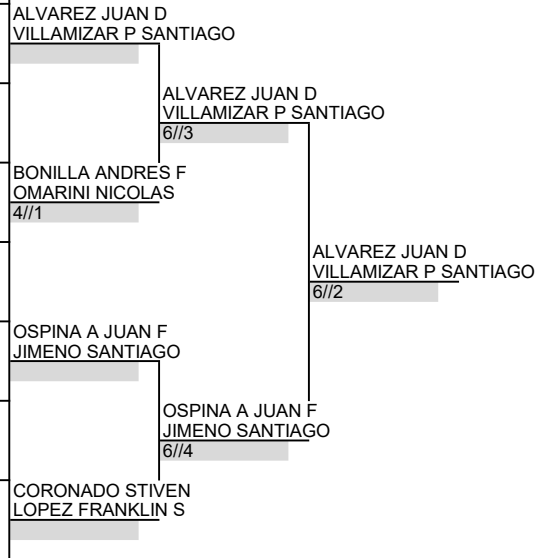 ALVAREZ JUAN D
VILLAMIZAR P SANTIAGO
ALVAREZ JUAN D
VILLAMIZAR P SANTIAGO
6//3
BONILLA ANDRES F
OMARINI NICOLAS
4//1
ALVAREZ JUAN D
VILLAMIZAR P SANTIAGO
6//2
OSPINA A JUAN F
JIMENO SANTIAGO
OSPINA A JUAN F
JIMENO SANTIAGO
6//4
CORONADO STIVEN
LOPEZ FRANKLIN S